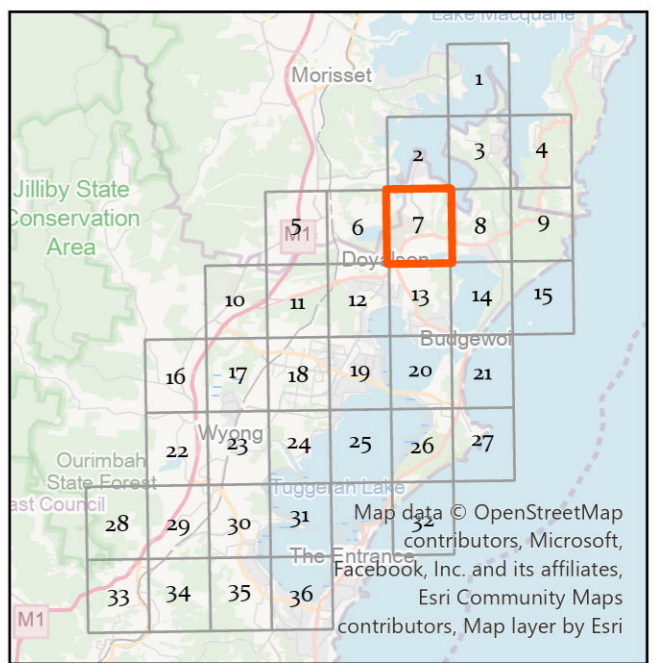 Lake Macquarie
Morisset
1
2
3
4
Jilliby State
Conservation
Area
5
M1
6
7
8
9
Doyalson
10
11
12
13
14
15
Budgewoi
16
17
18
19
20
21
Wyong
22
23
24
25
26
27
Ourimbah
State Forest
ast Council
Tuggerah Lake
28
29
30
31
32
The Entrance
33
34
35
36
M1
Map data © OpenStreetMap
contributors, Microsoft,
Facebook, Inc. and its affiliates,
Esri Community Maps
contributors, Map layer by Esri